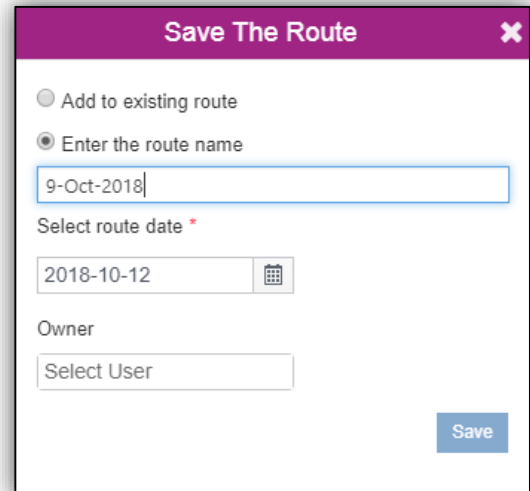 Save The Route
Add to existing route
Enter the route name
9-Oct-2018
Select route date *
2018-10-12
Owner
Select User
Save